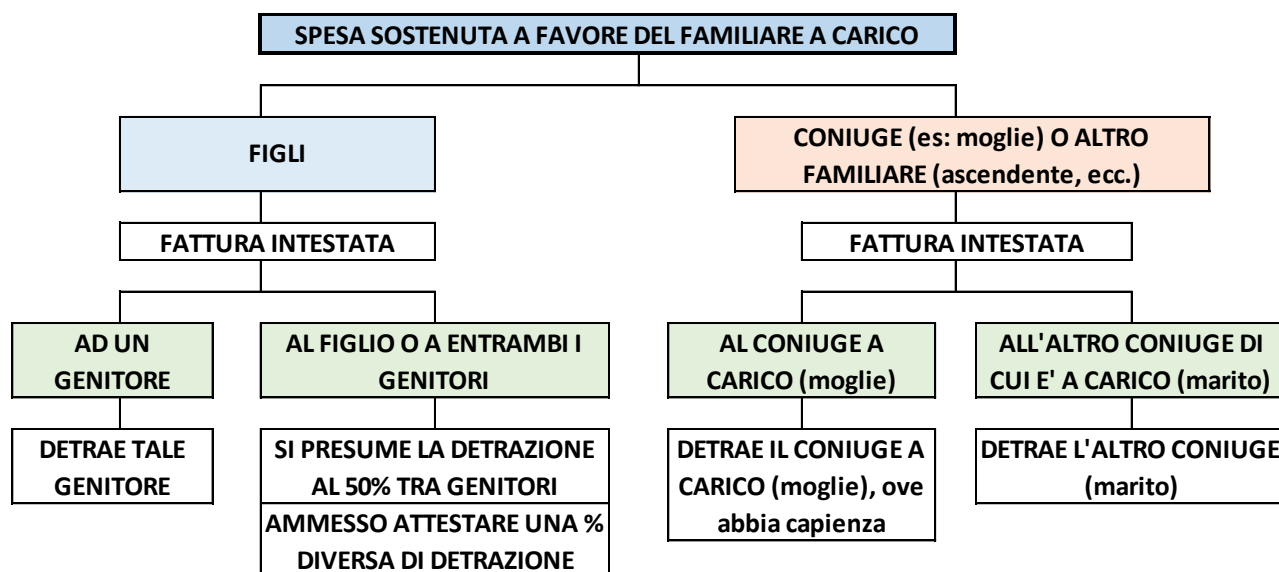 SPESA SOSTENUTA A FAVORE DEL FAMILIARE A CARICO
FIGLI
CONIUGE (es: moglie) O ALTRO
FAMILIARE (ascendente, ecc.)
FATTURA INTESTATA
FATTURA INTESTATA
AD UN
GENITORE
AL FIGLIO O A ENTRAMBI I
GENITORI
AL CONIUGE A
CARICO (moglie)
ALL'ALTRO CONIUGE DI
CUI E' A CARICO (marito)
DETRAE TALE
GENITORE
SI PRESUME LA DETRAZIONE
AL 50% TRA GENITORI
AMMESSO ATTESTARE UNA %
DIVERSA DI DETRAZIONE
DETRAE IL CONIUGE A
CARICO (moglie), ove
abbia capienza
DETRAE L'ALTRO CONIUGE
(marito)